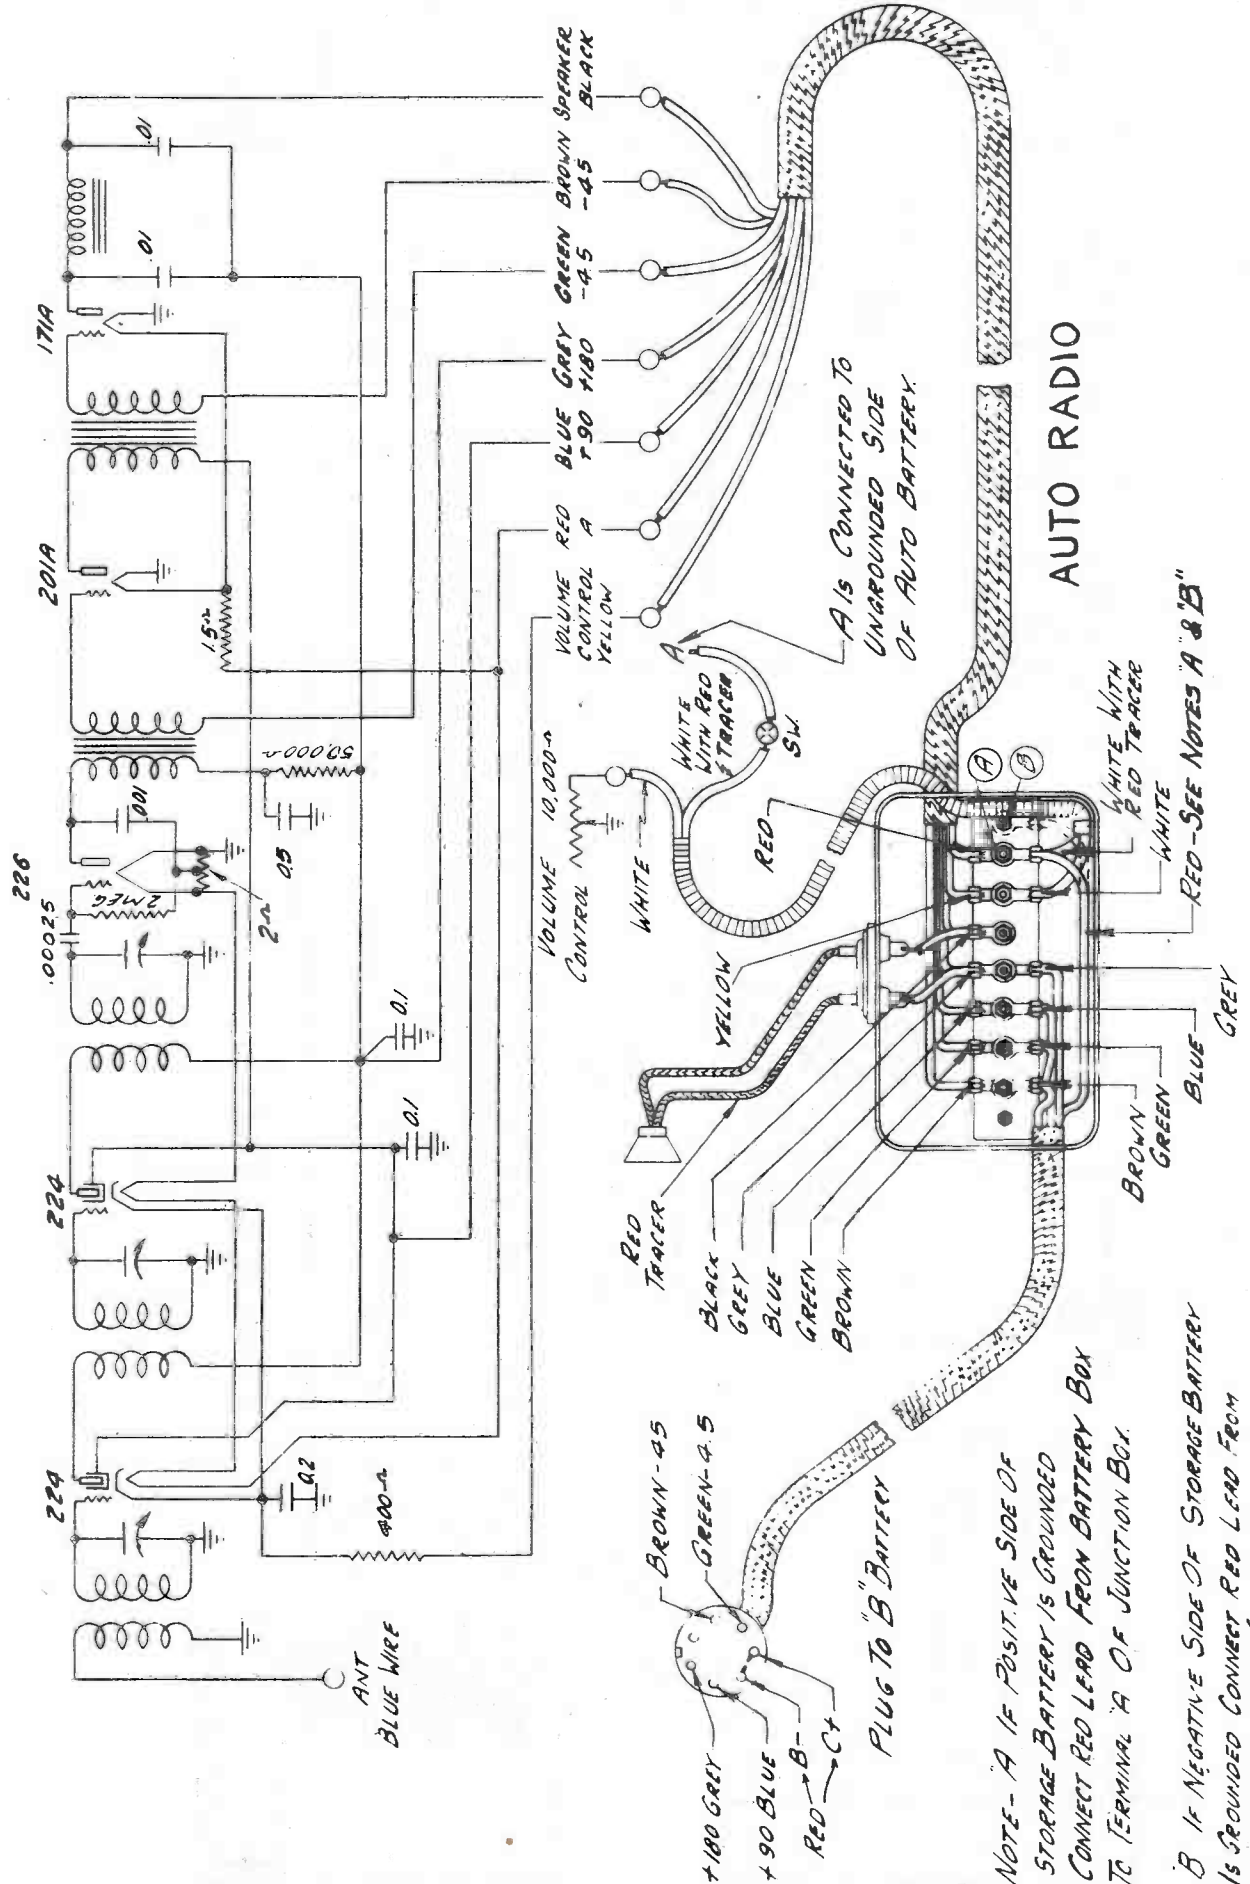 224
224
226
201A
171A
.00025
2 MEG
.001
2Ω
0.5
50,000Ω
1.5Ω
.01
.01
0.2
400Ω
0.1
0.1
ANT
BLUE WIRE
VOLUME
CONTROL
YELLOW
RED
A
BLUE
+90
GREY
+180
GREEN
-45
BROWN
-45
SPEAKER
BLACK
VOLUME
CONTROL
10,000Ω
WHITE
WHITE
WITH RED
TRACER
A
SW.
A IS CONNECTED TO
UNGROUNDED SIDE
OF AUTO BATTERY.
AUTO RADIO
RED
YELLOW
RED
TRACER
BLACK
GREY
BLUE
GREEN
BROWN
A
B
WHITE WITH
RED TRACER
WHITE
RED-SEE NOTES "A" & "B"
GREY
BLUE
GREEN
BROWN
BROWN-45
GREEN-4.5
+180 GREY
+90 BLUE
RED
B-
C+
PLUG TO "B" BATTERY
NOTE- "A" IF POSITIVE SIDE OF
STORAGE BATTERY IS GROUNDED
CONNECT RED LEAD FROM BATTERY BOX
TO TERMINAL "A" OF JUNCTION BOX.
"B" IF NEGATIVE SIDE OF STORAGE BATTERY
IS GROUNDED CONNECT RED LEAD FROM